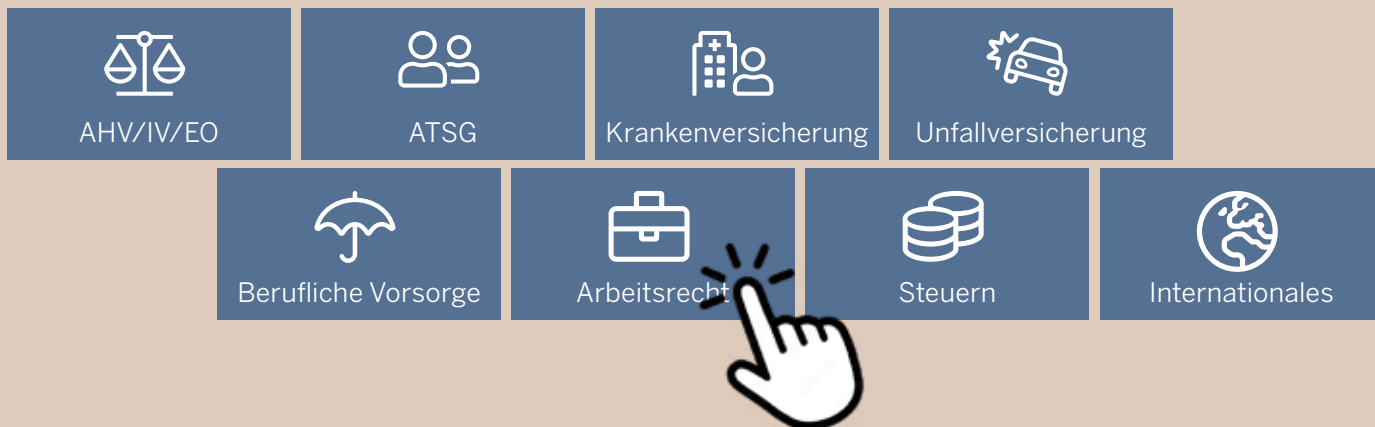 AHV/IV/EO
ATSG
Krankenversicherung
Unfallversicherung
Berufliche Vorsorge
Arbeitsrecht
Steuern
Internationales